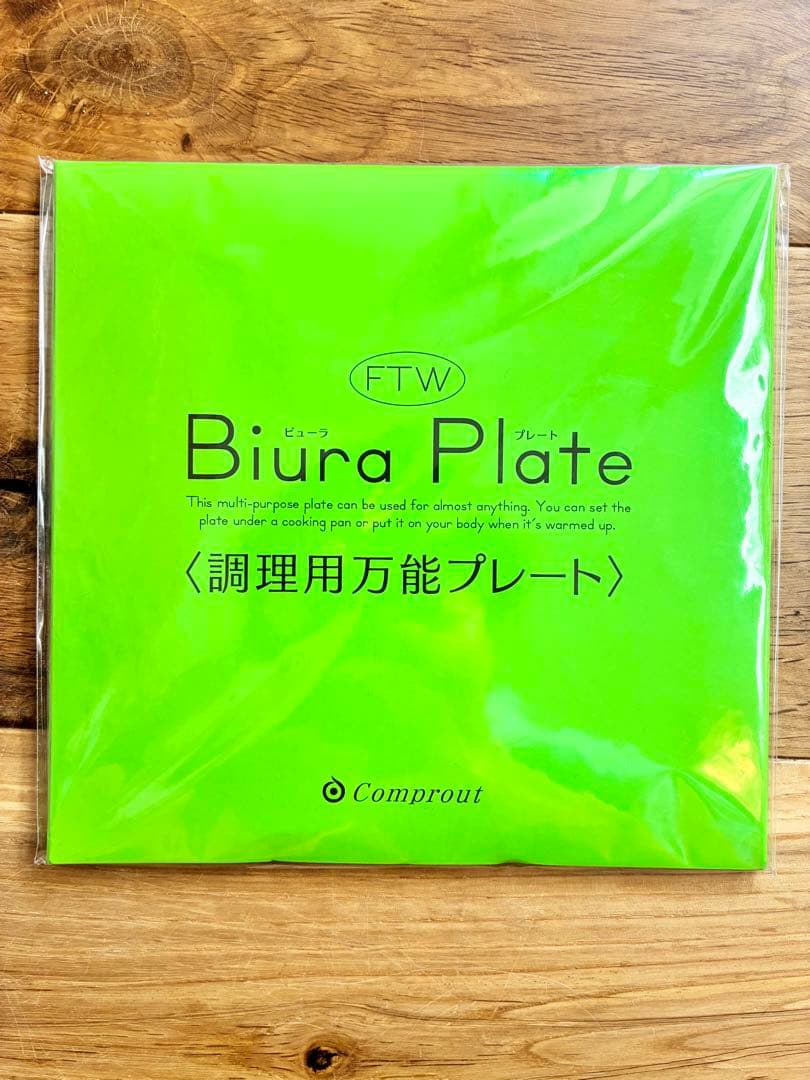 FTW
ビューラ プレート
Biura Plate
This multi-purpose plate can be used for almost anything. You can set the
plate under a cooking pan or put it on your body when it's warmed up.
〈調理用万能プレート〉
Comprout